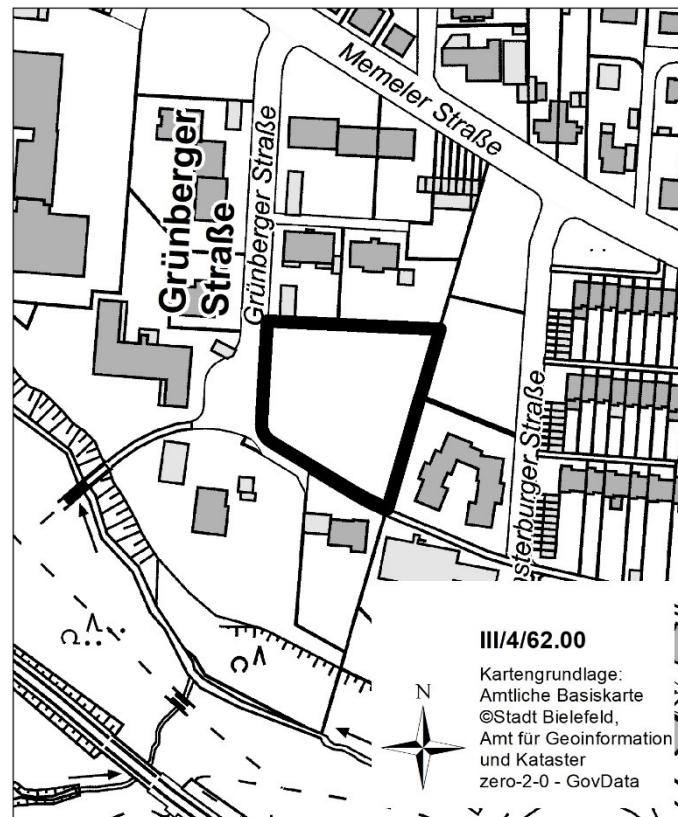 Memeler Straße
Grünberger
Straße
Grünberger Straße
sterburger Straße
III/4/62.00
Kartengrundlage:
Amtliche Basiskarte
©Stadt Bielefeld,
Amt für Geoinformation
und Kataster
zero-2-0 - GovData
N